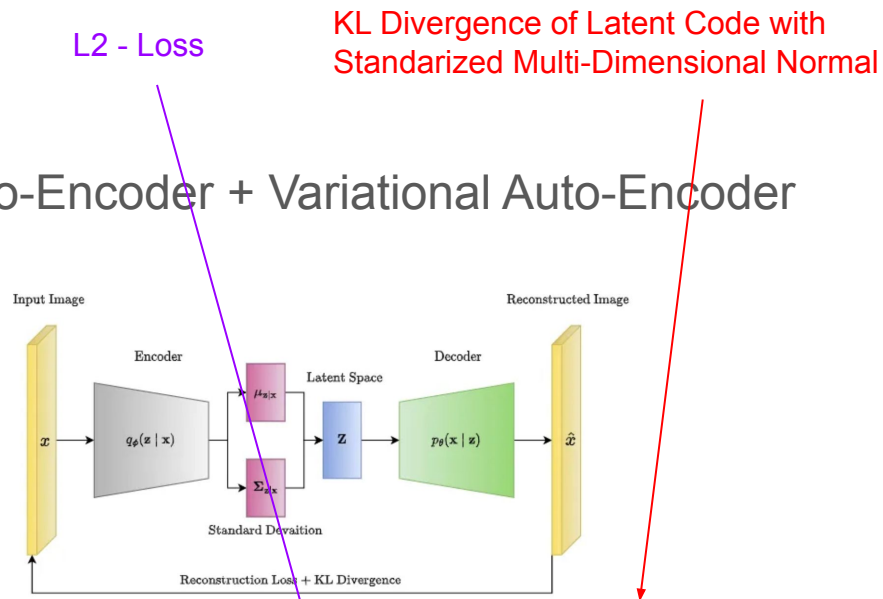 L2 - Loss
KL Divergence of Latent Code with
Standarized Multi-Dimensional Normal
o-Encoder + Variational Auto-Encoder
Input Image
Reconstructed Image
Encoder
Decoder
Latent Space
μz|x
x
qϕ(z | x)
Z
pθ(x | z)
x̂
Σz|x
Standard Devaition
Reconstruction Loss + KL Divergence